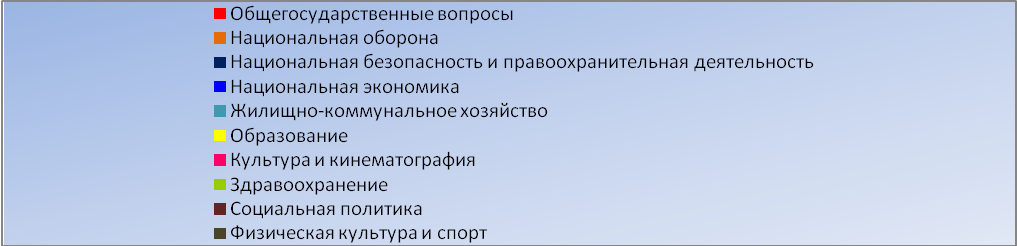 Общегосударственные вопросы
Национальная оборона
Национальная безопасность и правоохранительная деятельность
Национальная экономика
Жилищно-коммунальное хозяйство
Образование
Культура и кинематография
Здравоохранение
Социальная политика
Физическая культура и спорт